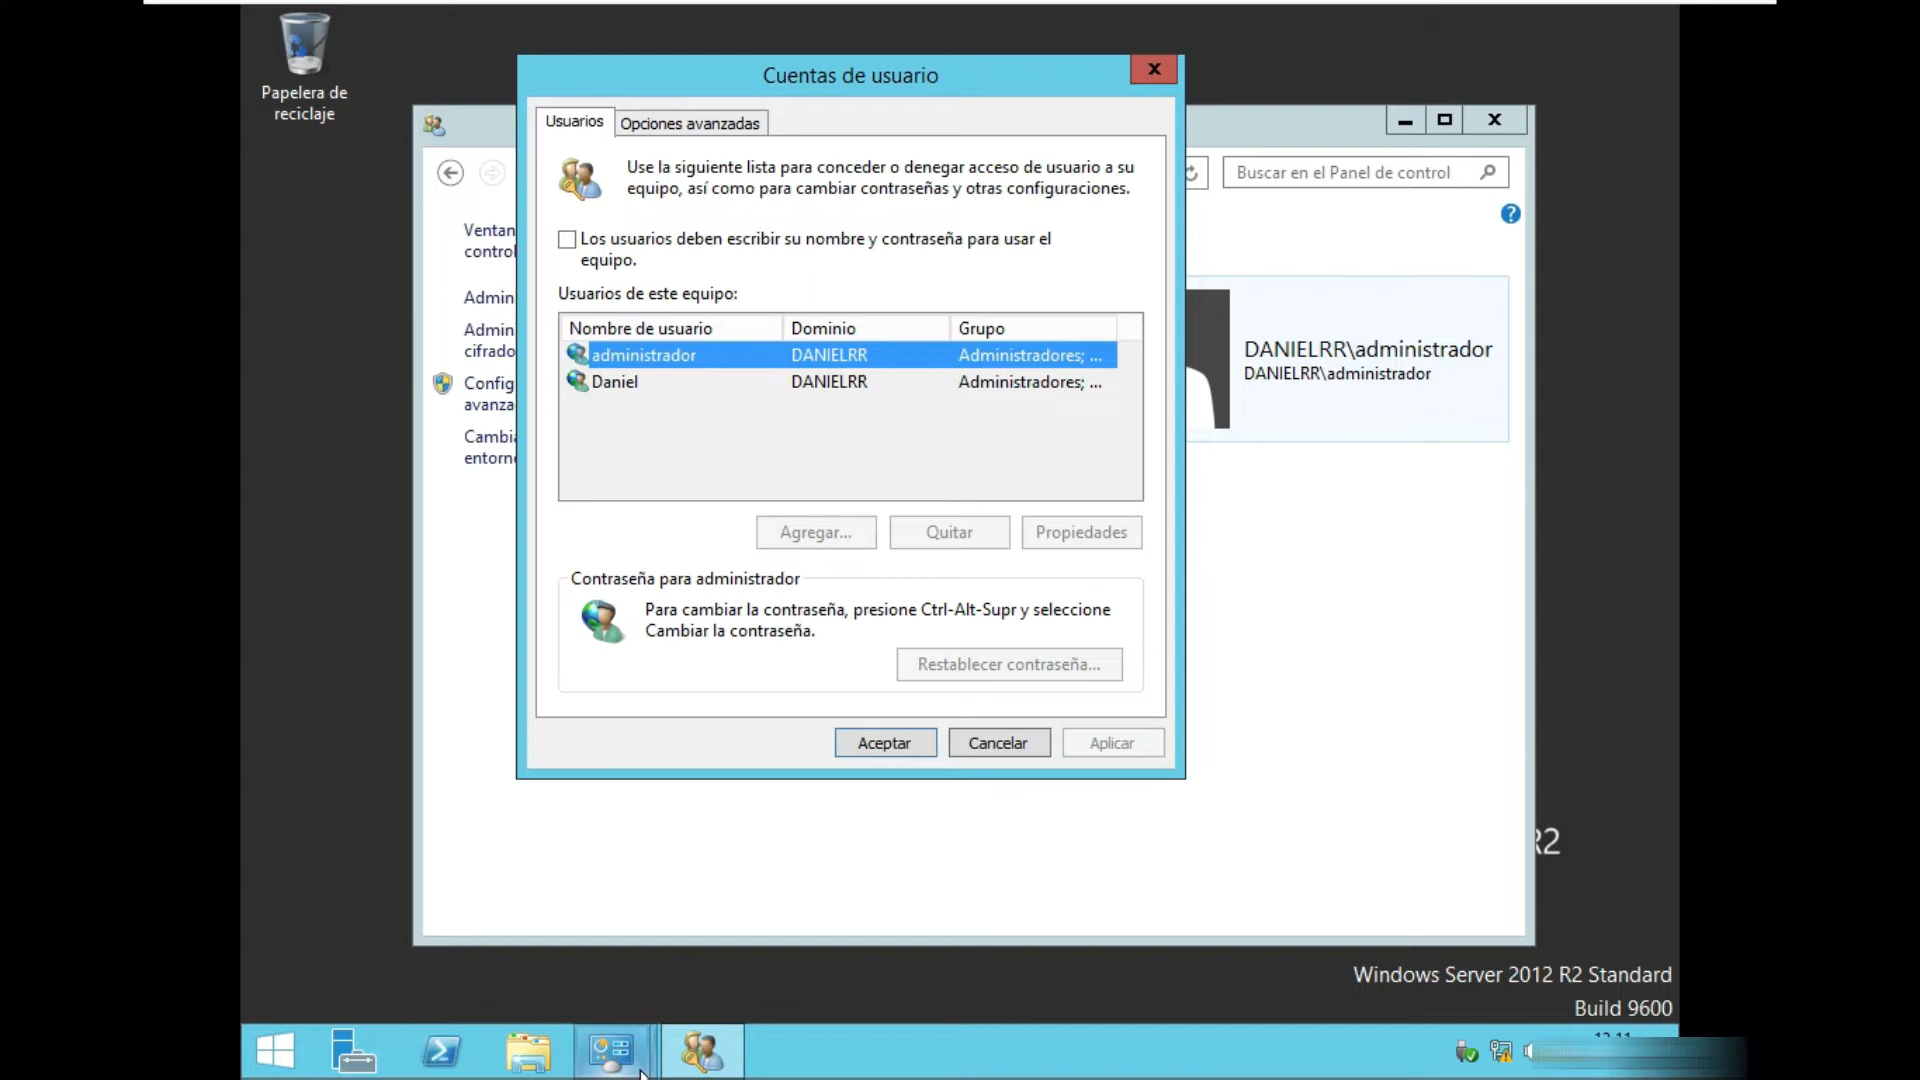 Papelera de
reciclaje
Cuentas de usuario
x
Usuarios
Opciones avanzadas
Use la siguiente lista para conceder o denegar acceso de usuario a su
equipo, así como para cambiar contraseñas y otras configuraciones.
Los usuarios deben escribir su nombre y contraseña para usar el
equipo.
Usuarios de este equipo:
Nombre de usuario Dominio Grupo
administrador DANIELRR Administradores; ...
Daniel DANIELRR Administradores; ...
Agregar... Quitar Propiedades
Contraseña para administrador
Para cambiar la contraseña, presione Ctrl-Alt-Supr y seleccione
Cambiar la contraseña.
Restablecer contraseña...
Aceptar Cancelar Aplicar
Buscar en el Panel de control
?
Ventan
control
Admin
Admin
cifrado
Config
avanza
Cambi
entorn
DANIELRR\administrador
DANIELRR\administrador
R2
Windows Server 2012 R2 Standard
Build 9600